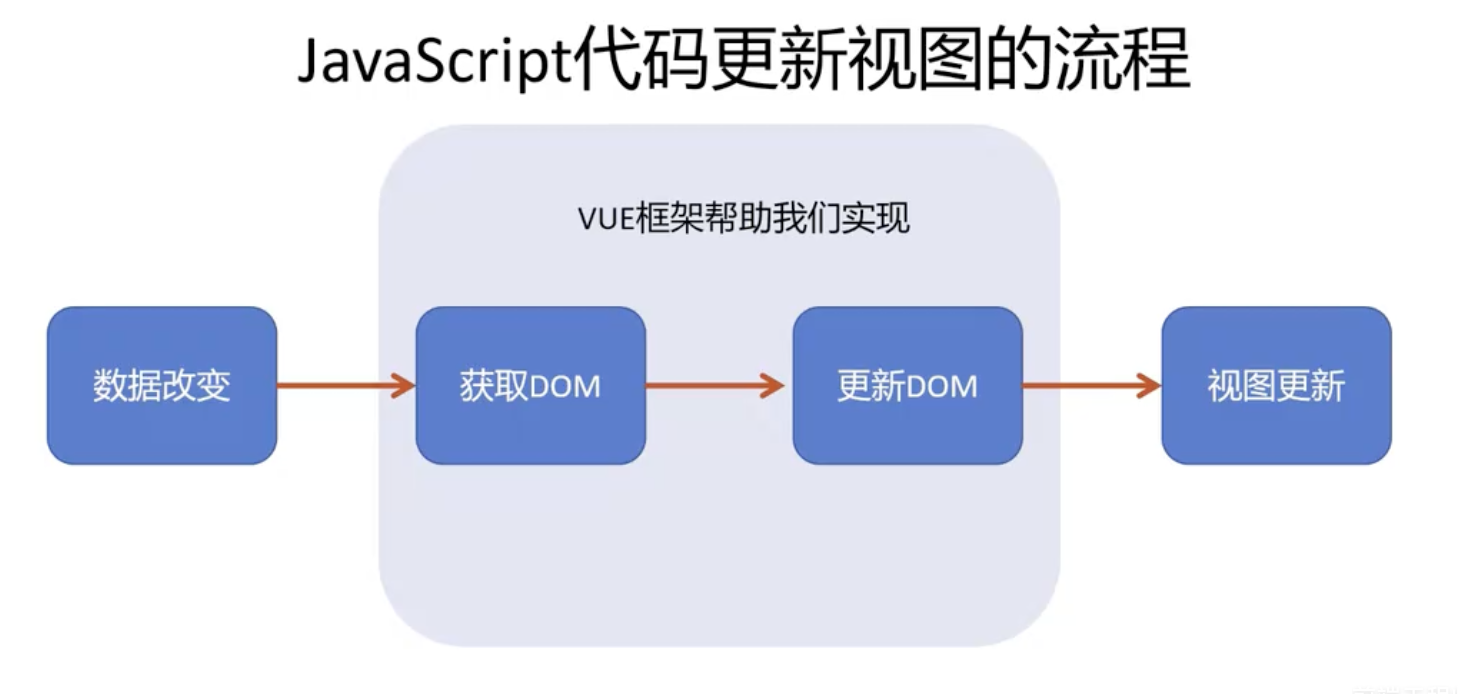 JavaScript代码更新视图的流程
VUE框架帮助我们实现
数据改变
获取DOM
更新DOM
视图更新